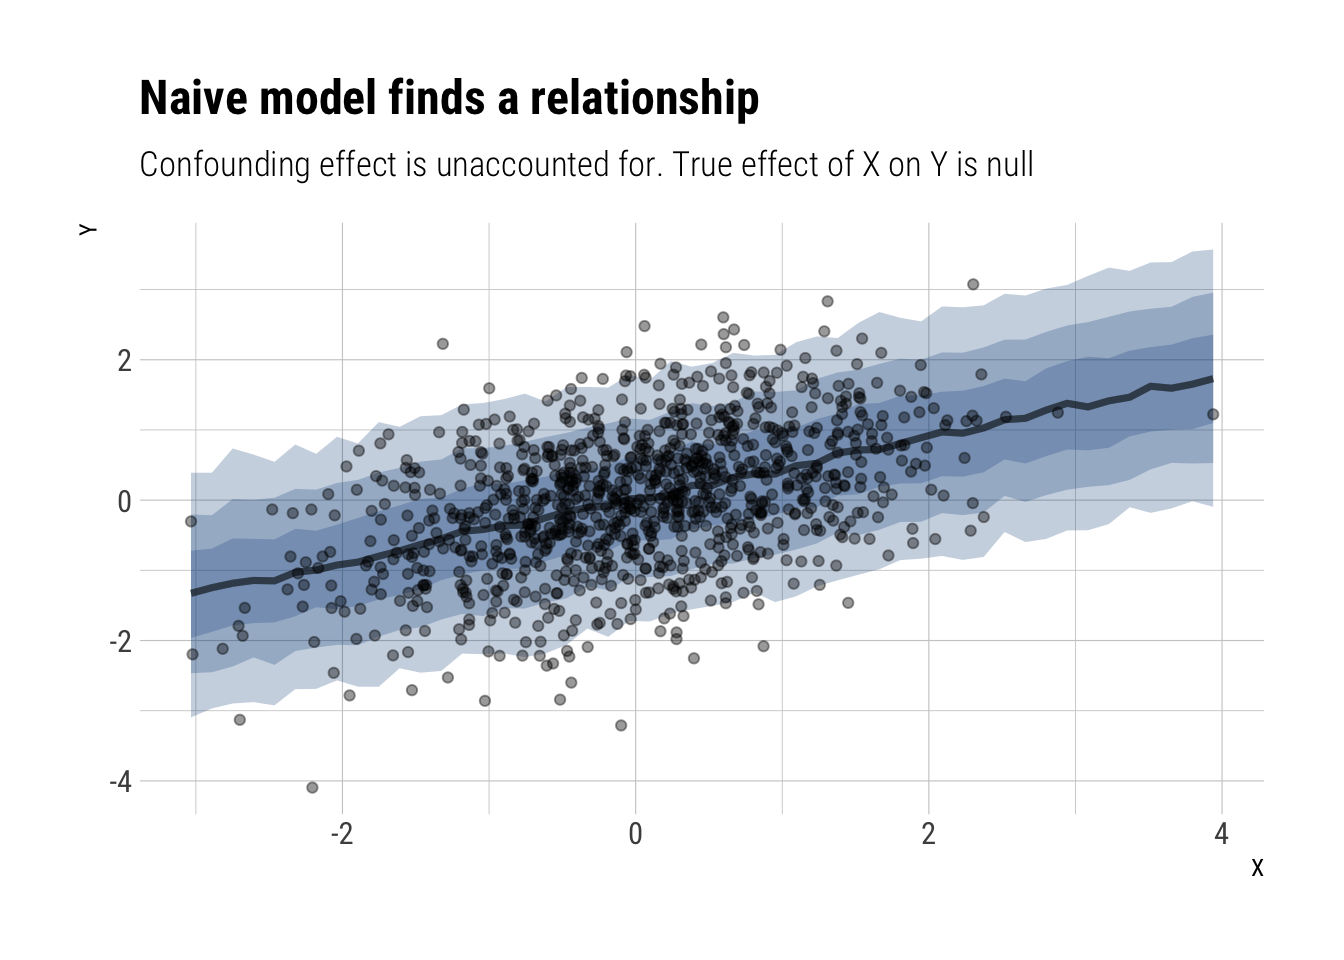 Naive model finds a relationship
Confounding effect is unaccounted for. True effect of X on Y is null
Y
2
0
-2
-4
-2
0
2
4
X